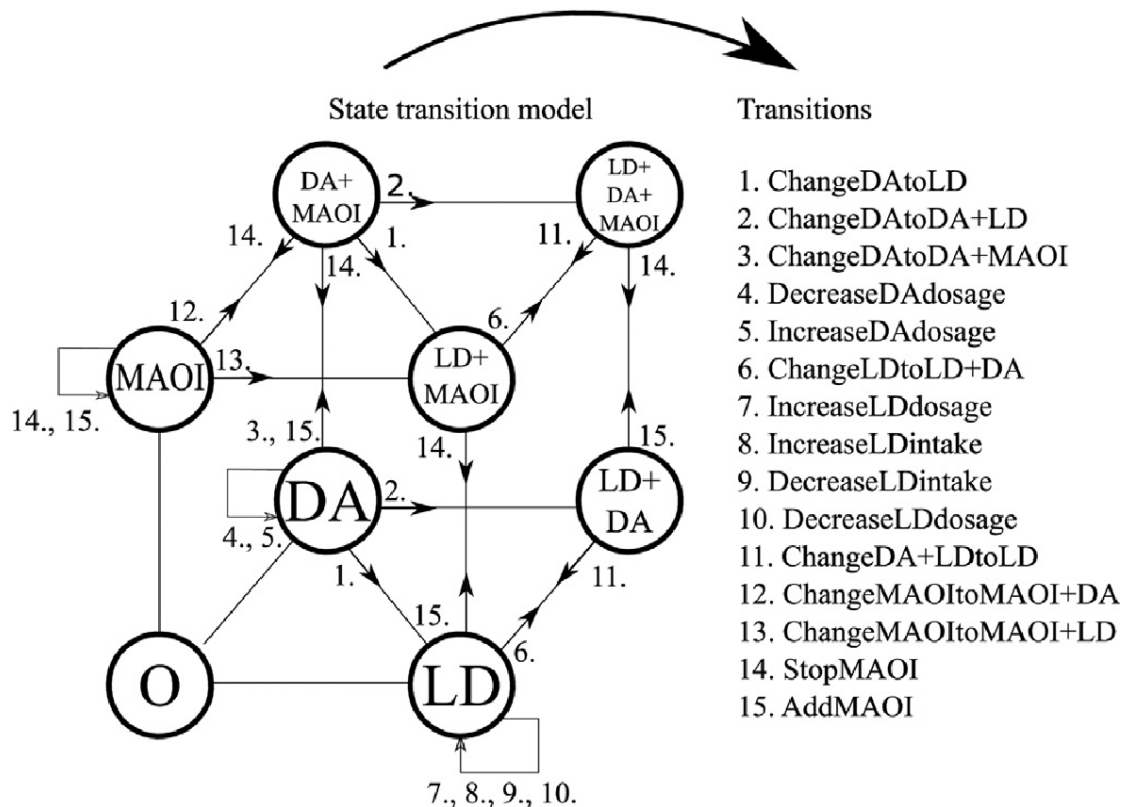 State transition model
Transitions
DA+
MAOI
2.
LD+
DA+
MAOI
14.
1.
11.
14.
14.
12.
6.
MAOI
13.
LD+
MAOI
14., 15.
3., 15.
14.
15.
DA
2.
LD+
DA
4., 5.
1.
11.
15.
O
LD
6.
7., 8., 9., 10.
1. ChangeDAtoLD
2. ChangeDAtoDA+LD
3. ChangeDAtoDA+MAOI
4. DecreaseDAdosage
5. IncreaseDAdosage
6. ChangeLDtoLD+DA
7. IncreaseLDdosage
8. IncreaseLDintake
9. DecreaseLDintake
10. DecreaseLDdosage
11. ChangeDA+LDtoLD
12. ChangeMAOItoMAOI+DA
13. ChangeMAOItoMAOI+LD
14. StopMAOI
15. AddMAOI